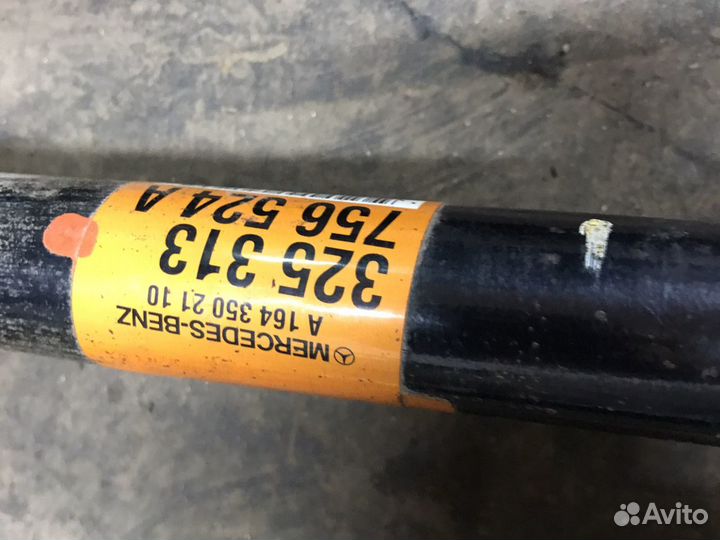 MERCEDES-BENZ
A 164 350 21 10
325 313
756 524 A
Avito